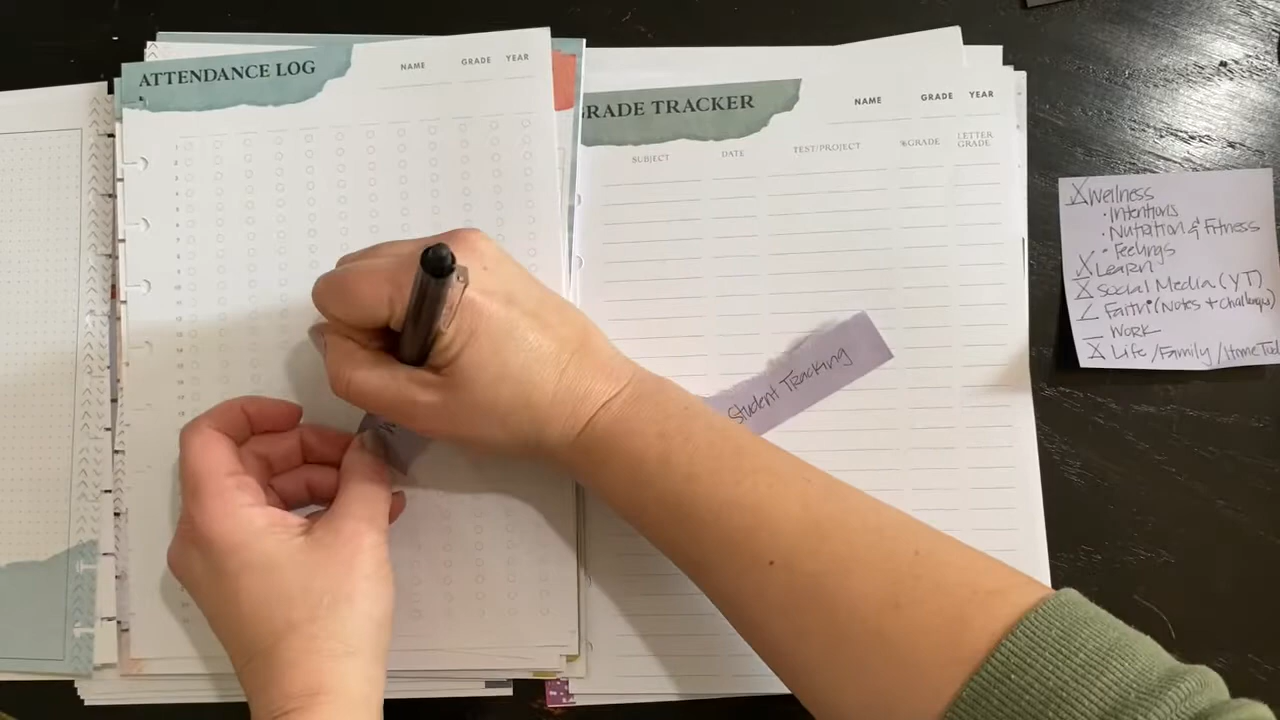 ATTENDANCE LOG
NAME GRADE YEAR
GRADE TRACKER
NAME GRADE YEAR
SUBJECT DATE TEST/PROJECT %GRADE LETTER GRADE
Student Tracking
X Wellness
• Intentions
• Nutrition & Fitness
• Feelings
X Learn
X Social Media (YT)
Faith (Notes + Challenges)
_ Work
X Life /Family /Home